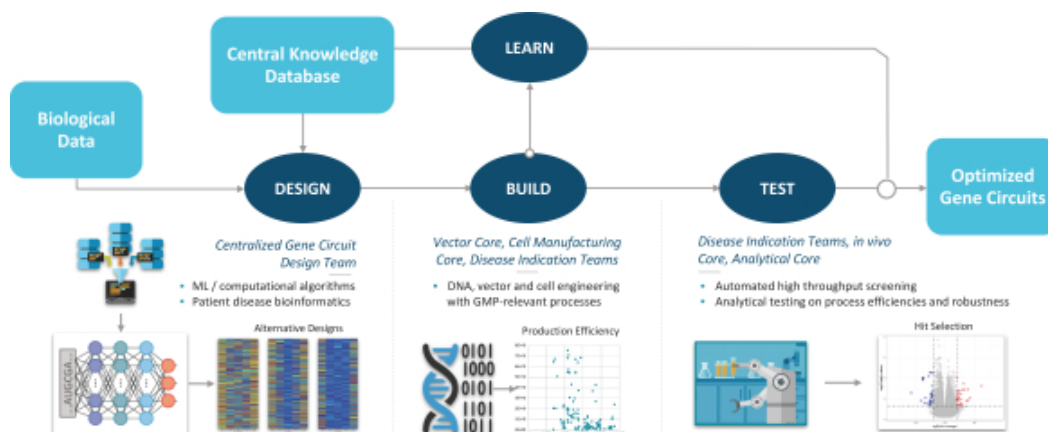 Central Knowledge
Database
LEARN
Biological
Data
DESIGN
BUILD
TEST
Optimized
Gene Circuits
Centralized Gene Circuit
Design Team
• ML / computational algorithms
• Patient disease bioinformatics
Vector Core, Cell Manufacturing
Core, Disease Indication Teams
• DNA, vector and cell engineering
with GMP-relevant processes
Disease Indication Teams, in vivo
Core, Analytical Core
• Automated high throughput screening
• Analytical testing on process efficiencies and robustness
Alternative Designs
Production Efficiency
Hit Selection
...AUGCGA...
0101
1000
0101
1101